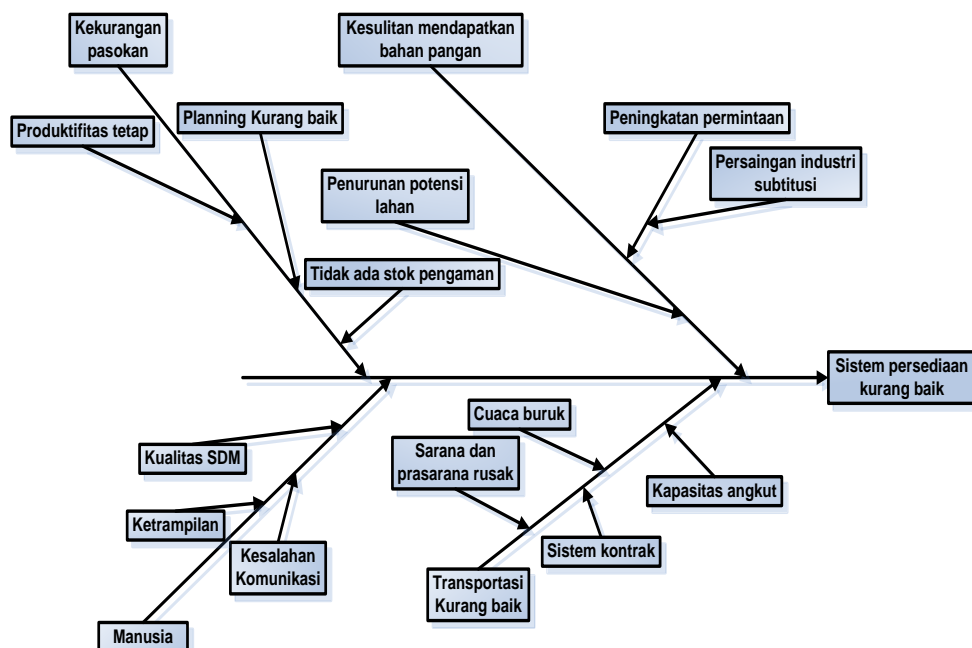 Kekurangan
pasokan
Kesulitan mendapatkan
bahan pangan
Produktifitas tetap
Planning Kurang baik
Peningkatan permintaan
Persaingan industri
subtitusi
Penurunan potensi
lahan
Tidak ada stok pengaman
Sistem persediaan
kurang baik
Cuaca buruk
Sarana dan
prasarana rusak
Kualitas SDM
Kapasitas angkut
Ketrampilan
Kesalahan
Komunikasi
Sistem kontrak
Transportasi
Kurang baik
Manusia